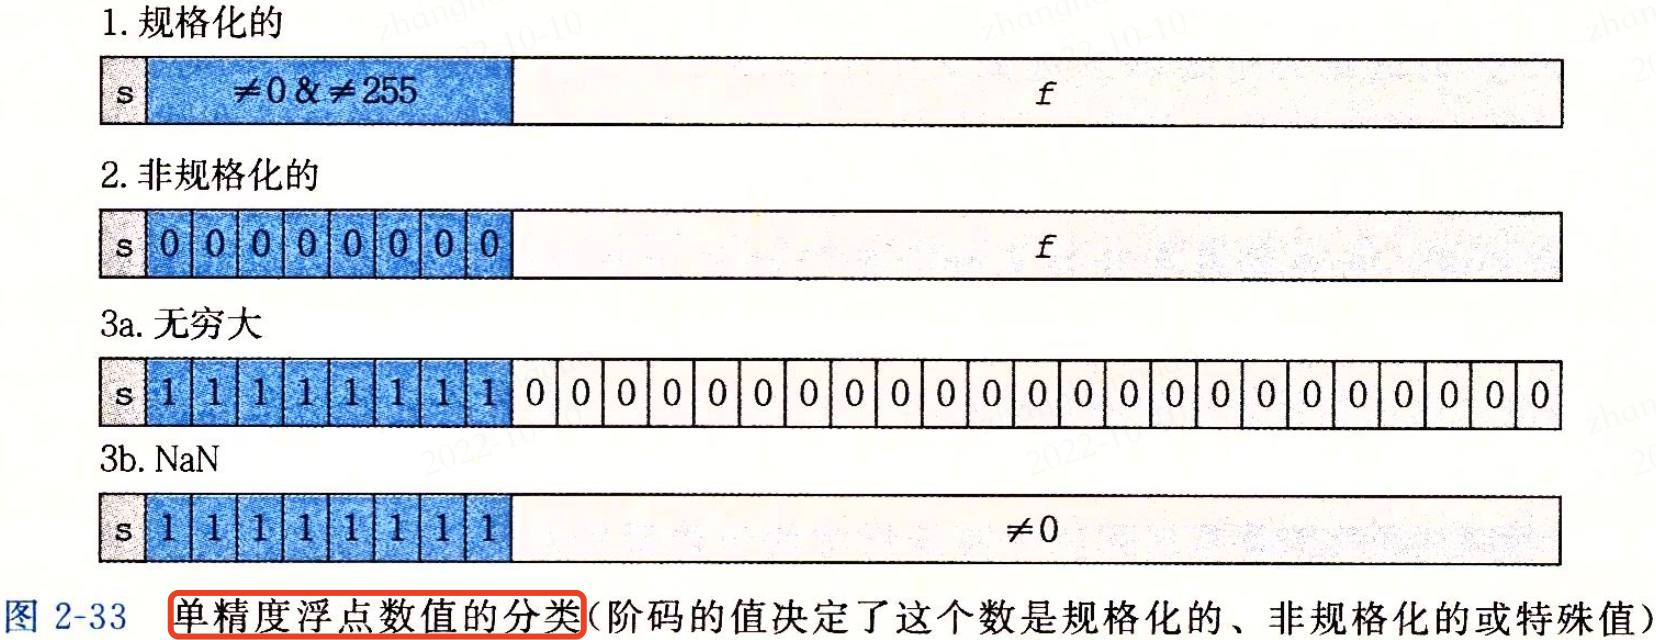 1. 规格化的
s ≠0 & ≠255 f
2. 非规格化的
s 0 0 0 0 0 0 0 0 f
3a. 无穷大
s 1 1 1 1 1 1 1 1 0 0 0 0 0 0 0 0 0 0 0 0 0 0 0 0 0 0 0 0 0 0 0
3b. NaN
s 1 1 1 1 1 1 1 1 ≠0
图 2-33 单精度浮点数值的分类(阶码的值决定了这个数是规格化的、非规格化的或特殊值)